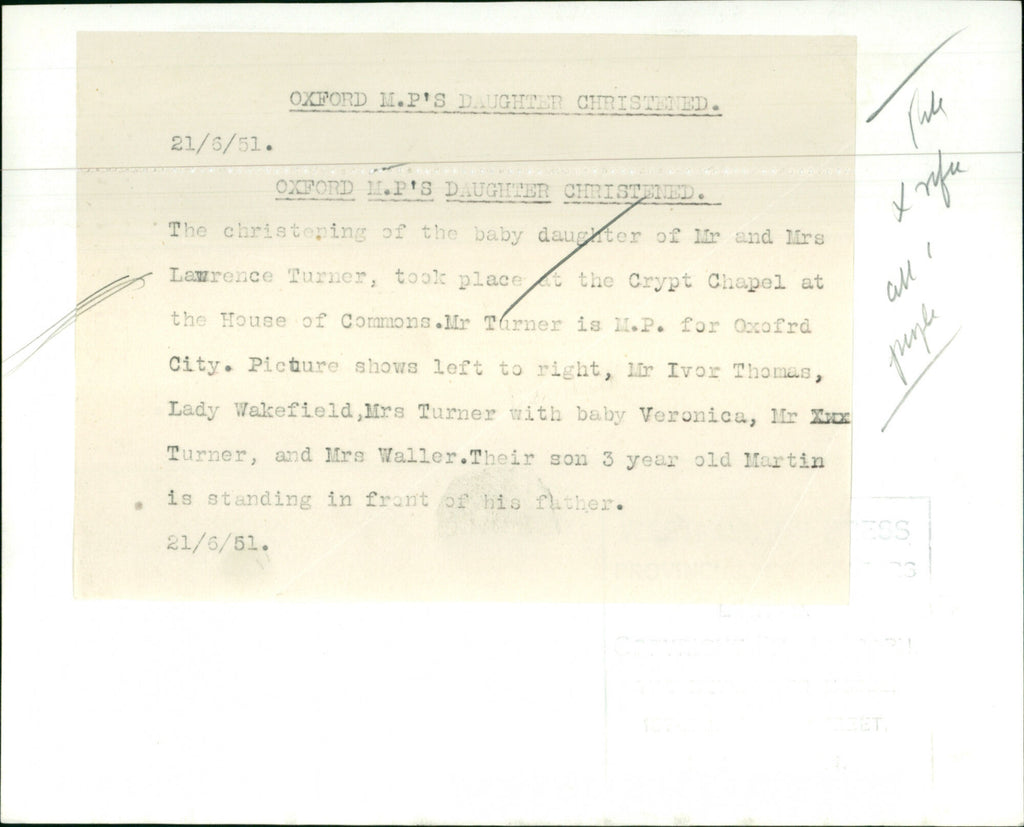 OXFORD M.P'S DAUGHTER CHRISTENED.
21/6/51.
OXFORD M.P'S DAUGHTER CHRISTENED.
The christening of the baby daughter of Mr and Mrs
Lawrence Turner, took place at the Crypt Chapel at
the House of Commons.Mr Turner is M.P. for Oxofrd
City. Picture shows left to right, Mr Ivor Thomas,
Lady Wakefield,Mrs Turner with baby Veronica, Mr Xxx
Turner, and Mrs Waller.Their son 3 year old Martin
is standing in front of his father.
21/6/51.
all
people